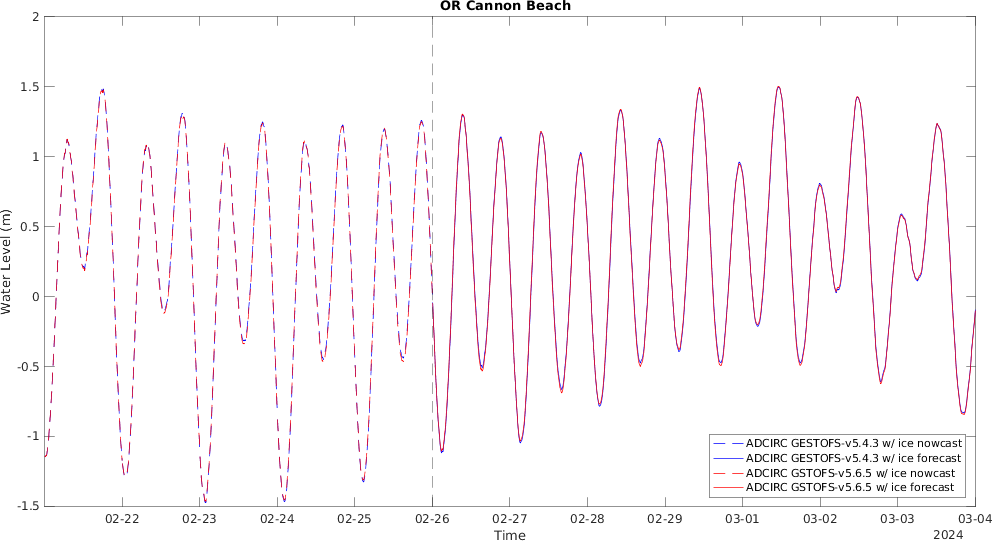 OR Cannon Beach
Water Level (m)
2
1.5
1
0.5
0
-0.5
-1
-1.5
ADCIRC GESTOFS-v5.4.3 w/ ice nowcast
ADCIRC GESTOFS-v5.4.3 w/ ice forecast
ADCIRC GSTOFS-v5.6.5 w/ ice nowcast
ADCIRC GSTOFS-v5.6.5 w/ ice forecast
02-22 02-23 02-24 02-25 02-26 02-27 02-28 02-29 03-01 03-02 03-03 03-04
Time
2024